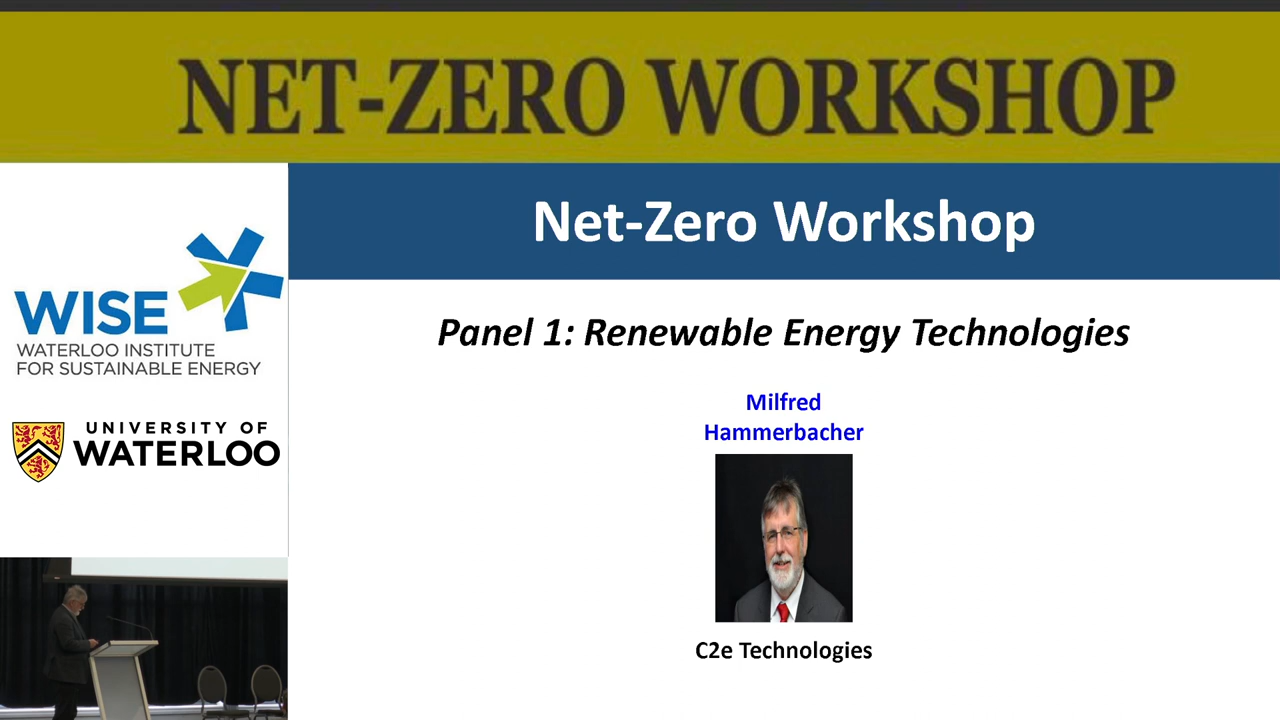 NET-ZERO WORKSHOP
Net-Zero Workshop
WISE
WATERLOO INSTITUTE
FOR SUSTAINABLE ENERGY
UNIVERSITY OF
WATERLOO
Panel 1: Renewable Energy Technologies
Milfred
Hammerbacher
C2e Technologies